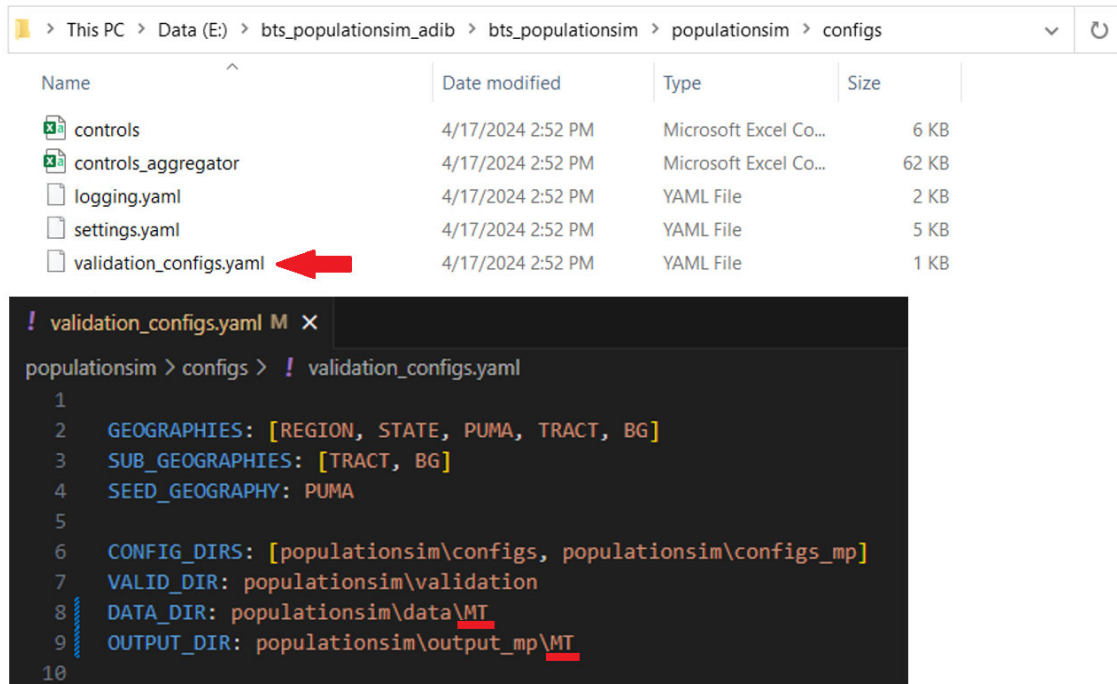 This PC > Data (E:) > bts_populationsim_adib > bts_populationsim > populationsim > configs
Name Date modified Type Size
controls 4/17/2024 2:52 PM Microsoft Excel Co... 6 KB
controls_aggregator 4/17/2024 2:52 PM Microsoft Excel Co... 62 KB
logging.yaml 4/17/2024 2:52 PM YAML File 2 KB
settings.yaml 4/17/2024 2:52 PM YAML File 5 KB
validation_configs.yaml 4/17/2024 2:52 PM YAML File 1 KB
! validation_configs.yaml M ×
populationsim > configs > ! validation_configs.yaml
1
2 GEOGRAPHIES: [REGION, STATE, PUMA, TRACT, BG]
3 SUB_GEOGRAPHIES: [TRACT, BG]
4 SEED_GEOGRAPHY: PUMA
5
6 CONFIG_DIRS: [populationsim\configs, populationsim\configs_mp]
7 VALID_DIR: populationsim\validation
8 DATA_DIR: populationsim\data\MT
9 OUTPUT_DIR: populationsim\output_mp\MT
10